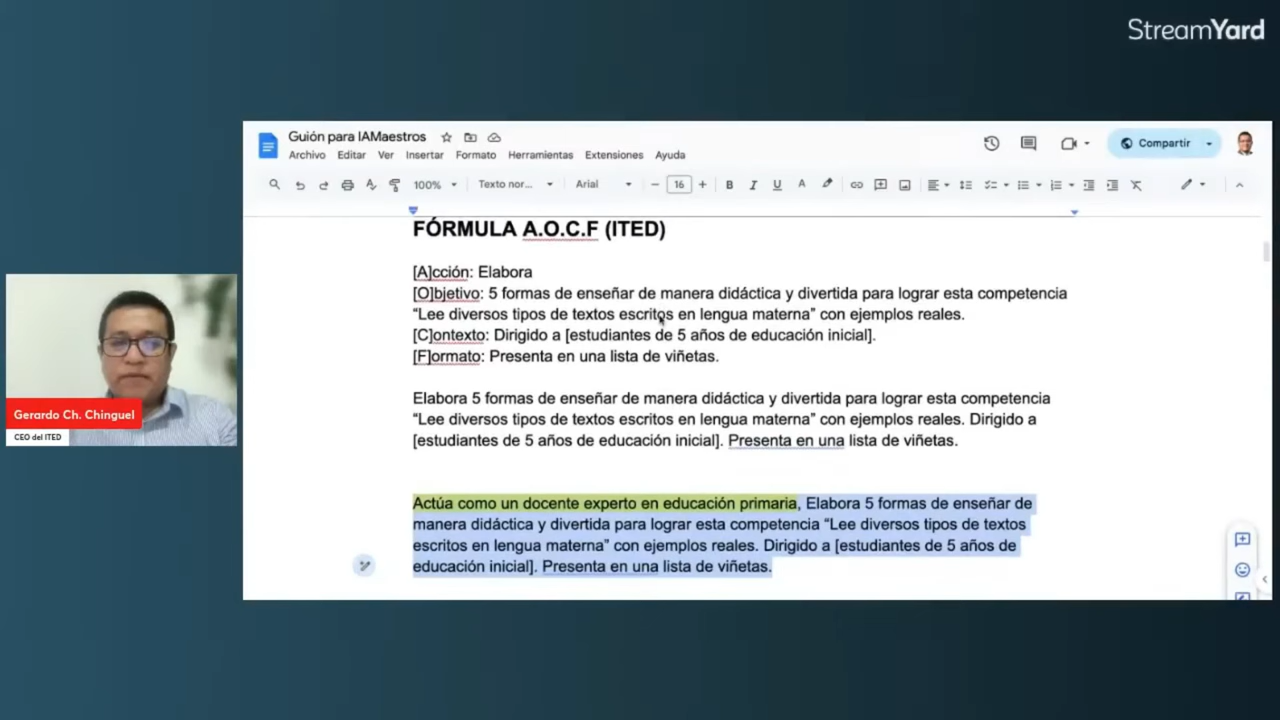 StreamYard
Guión para IAMaestros
Archivo Editar Ver Insertar Formato Herramientas Extensiones Ayuda
Compartir
100% Texto nor... Arial − 16 + B I U A
FÓRMULA A.O.C.F (ITED)
[A]cción: Elabora
[O]bjetivo: 5 formas de enseñar de manera didáctica y divertida para lograr esta competencia
“Lee diversos tipos de textos escritos en lengua materna” con ejemplos reales.
[C]ontexto: Dirigido a [estudiantes de 5 años de educación inicial].
[F]ormato: Presenta en una lista de viñetas.
Elabora 5 formas de enseñar de manera didáctica y divertida para lograr esta competencia
“Lee diversos tipos de textos escritos en lengua materna” con ejemplos reales. Dirigido a
[estudiantes de 5 años de educación inicial]. Presenta en una lista de viñetas.
Actúa como un docente experto en educación primaria, Elabora 5 formas de enseñar de
manera didáctica y divertida para lograr esta competencia “Lee diversos tipos de textos
escritos en lengua materna” con ejemplos reales. Dirigido a [estudiantes de 5 años de
educación inicial]. Presenta en una lista de viñetas.
Gerardo Ch. Chinguel
CEO del ITED